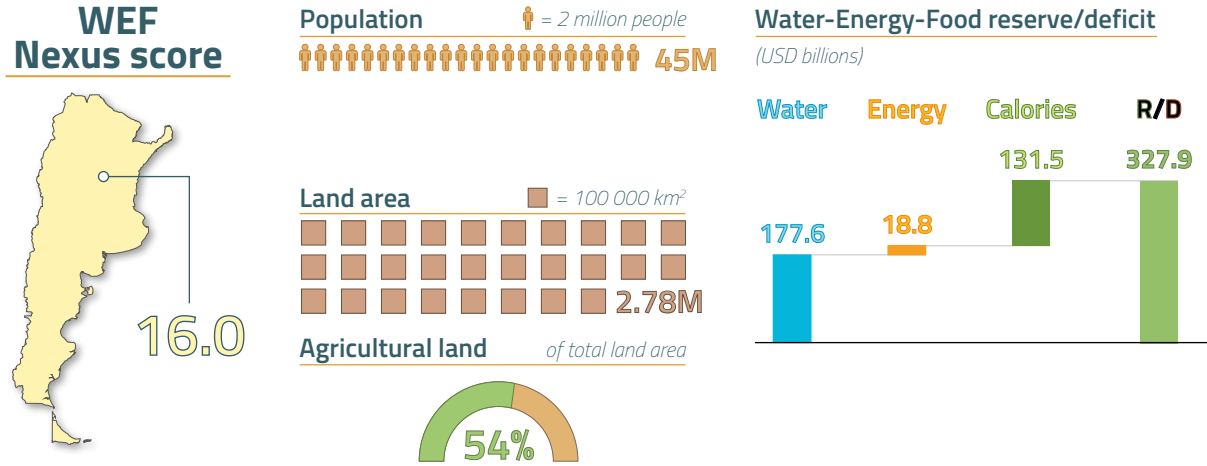 WEF
Nexus score
16.0
Population
= 2 million people
45M
Land area
= 100 000 km²
2.78M
Agricultural land
of total land area
54%
Water-Energy-Food reserve/deficit
(USD billions)
Water Energy Calories R/D
177.6 18.8 131.5 327.9